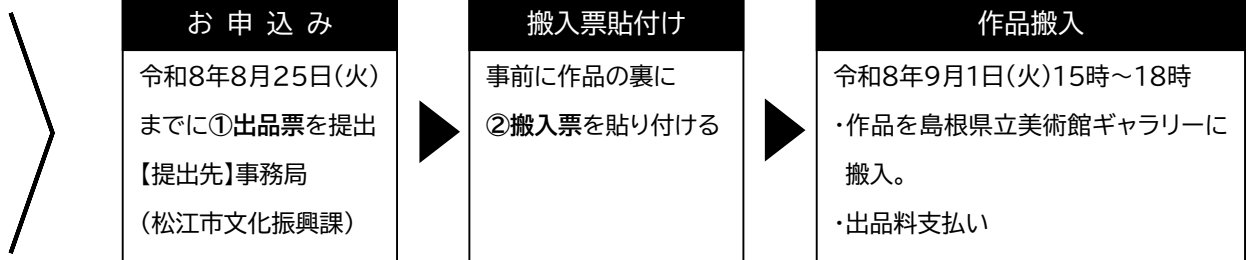 お申込み
令和8年8月25日(火)
までに①出品票を提出
【提出先】事務局
(松江市文化振興課)
搬入票貼付け
事前に作品の裏に
②搬入票を貼り付ける
作品搬入
令和8年9月1日(火)15時～18時
・作品を島根県立美術館ギャラリーに
搬入。
・出品料支払い